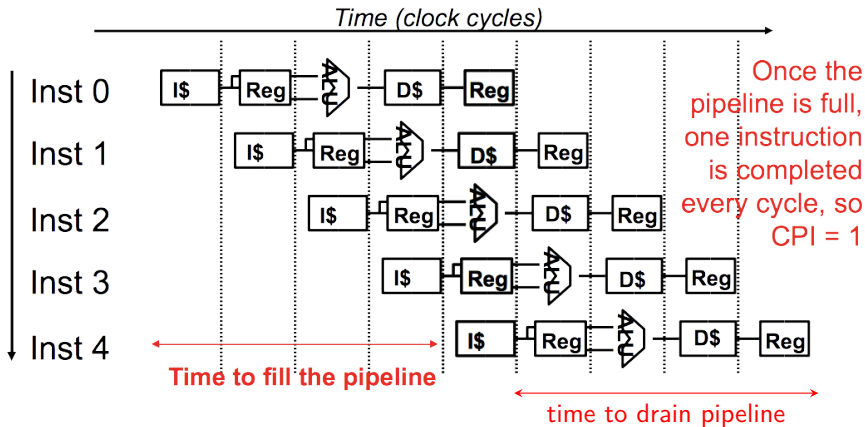 Time (clock cycles)
Inst 0 I$ Reg ALU D$ Reg
Once the
pipeline is full,
one instruction
is completed
every cycle, so
CPI = 1
Inst 1 I$ Reg ALU D$ Reg
Inst 2 I$ Reg ALU D$ Reg
Inst 3 I$ Reg ALU D$ Reg
Inst 4 I$ Reg ALU D$ Reg
Time to fill the pipeline
time to drain pipeline